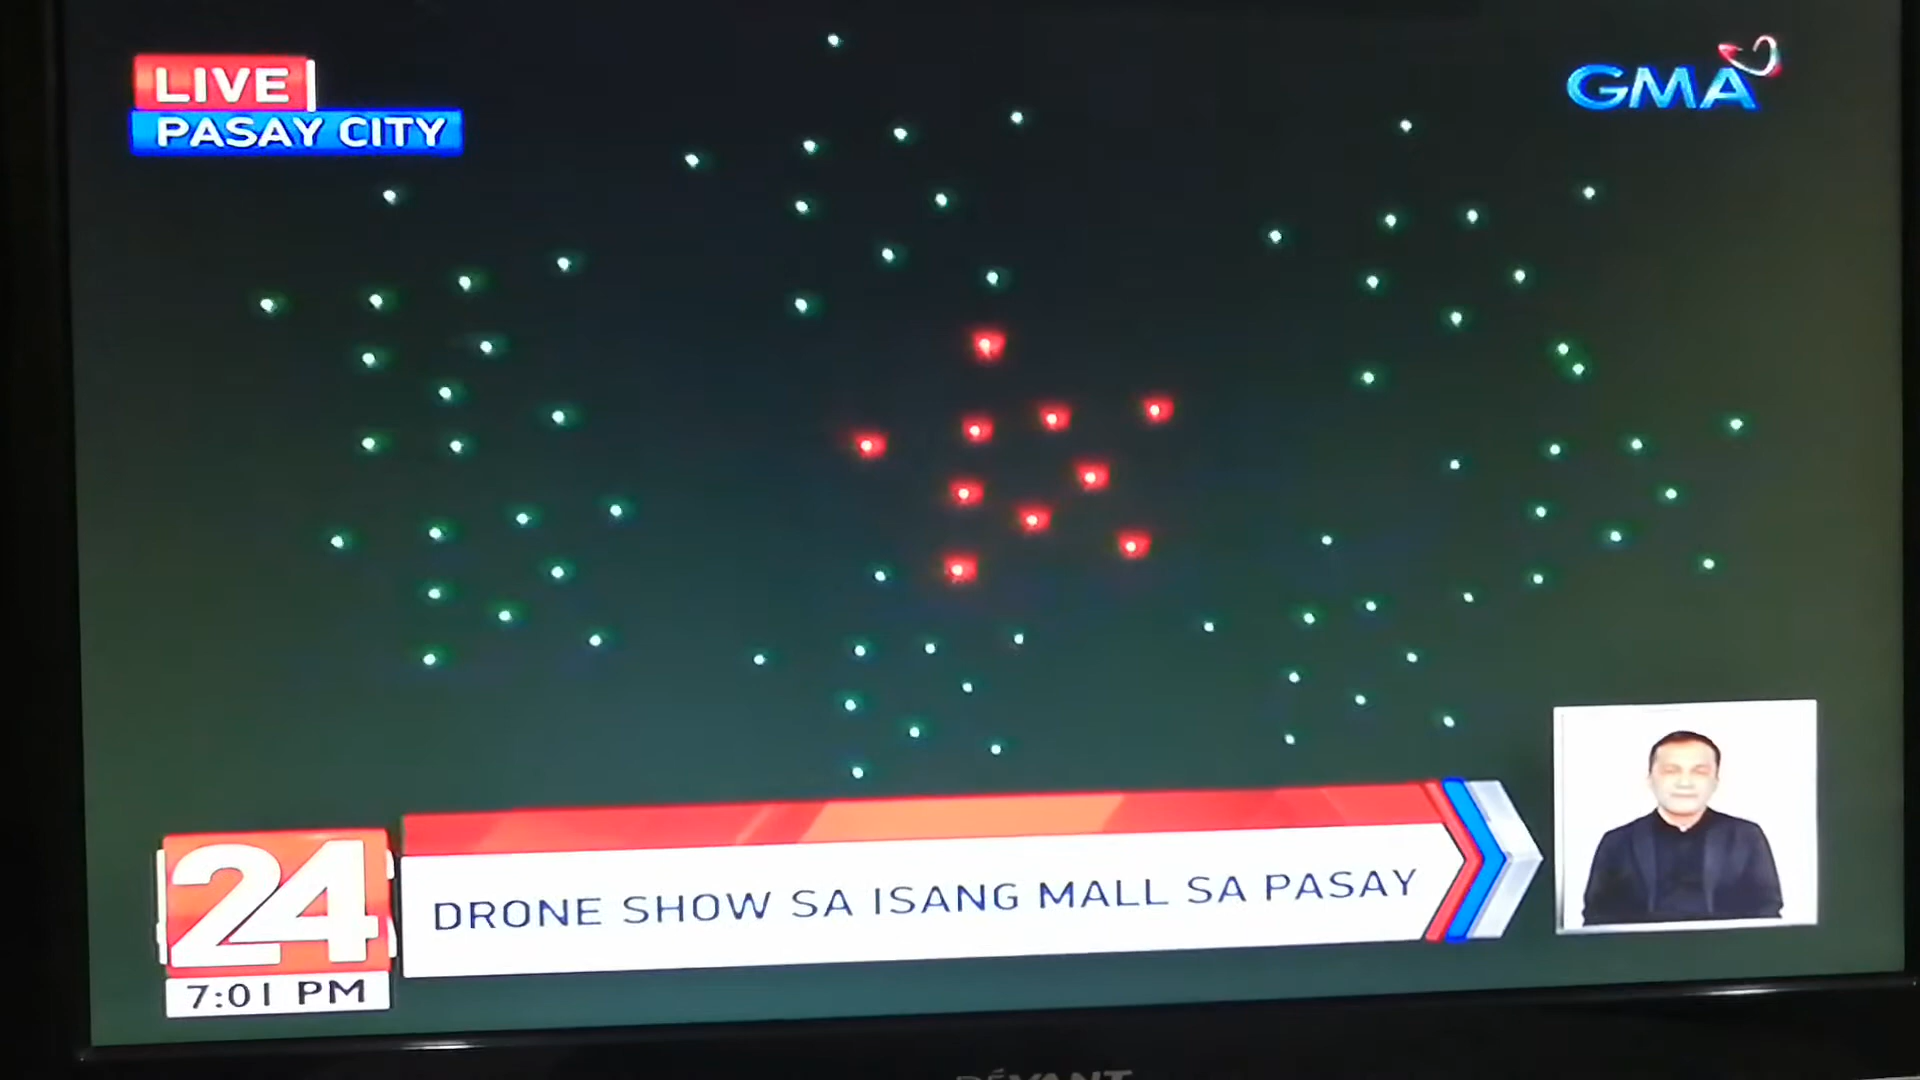 LIVE
PASAY CITY
GMA
24
7:01 PM
DRONE SHOW SA ISANG MALL SA PASAY